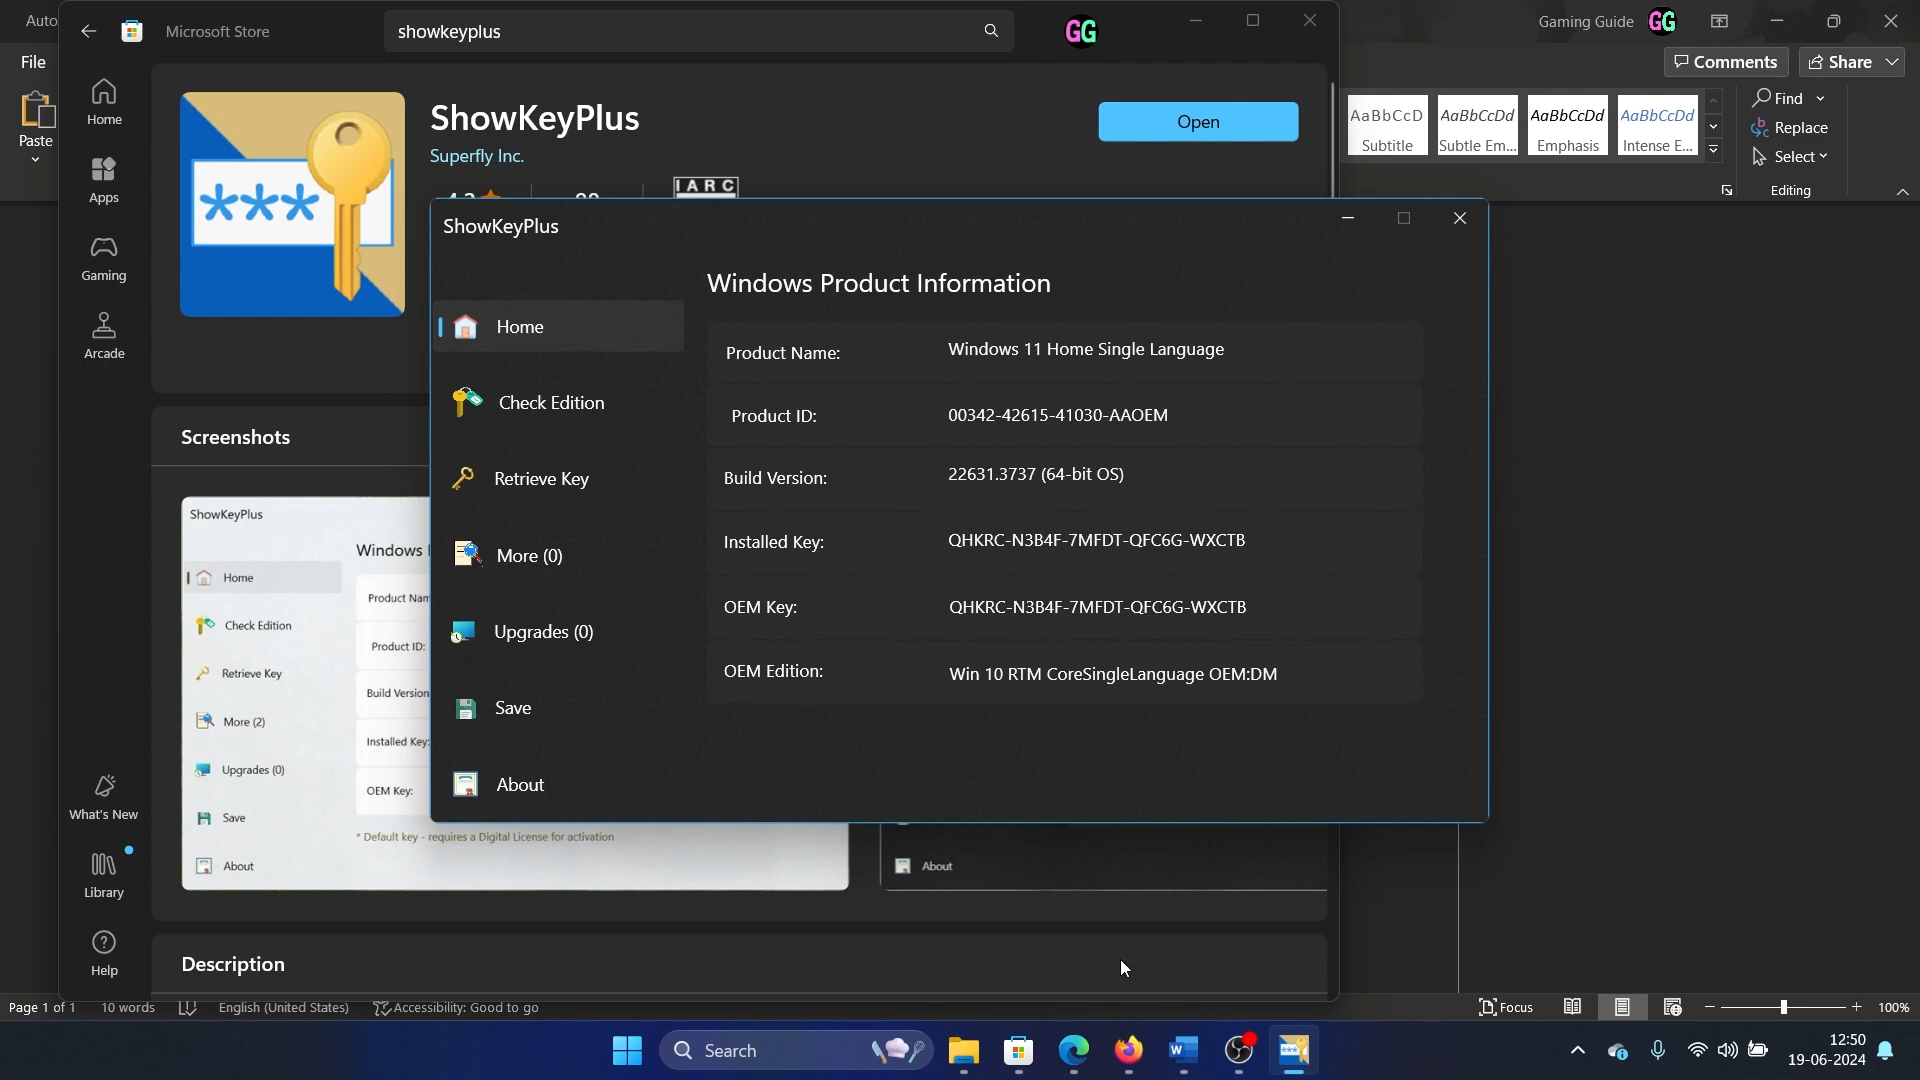 Auto
Microsoft Store
showkeyplus
GG
Gaming Guide
GG
File
Comments
Share
Paste
Home
Apps
Gaming
Arcade
What's New
Library
Help
***
ShowKeyPlus
Superfly Inc.
Open
IARC
AaBbCcD
Subtitle
AaBbCcDd
Subtle Em...
AaBbCcDd
Emphasis
AaBbCcDd
Intense E...
Find
Replace
Select
Editing
Screenshots
ShowKeyPlus
Home
Check Edition
Retrieve Key
More (2)
Upgrades (0)
Save
About
Windows
Product Nam
Product ID:
Build Version
Installed Key:
OEM Key:
* Default key - requires a Digital License for activation
About
Description
ShowKeyPlus
Home
Check Edition
Retrieve Key
More (0)
Upgrades (0)
Save
About
Windows Product Information
Product Name: Windows 11 Home Single Language
Product ID: 00342-42615-41030-AAOEM
Build Version: 22631.3737 (64-bit OS)
Installed Key: QHKRC-N3B4F-7MFDT-QFC6G-WXCTB
OEM Key: QHKRC-N3B4F-7MFDT-QFC6G-WXCTB
OEM Edition: Win 10 RTM CoreSingleLanguage OEM:DM
Page 1 of 1 10 words English (United States) Accessibility: Good to go
Focus
100%
Search
12:50
19-06-2024